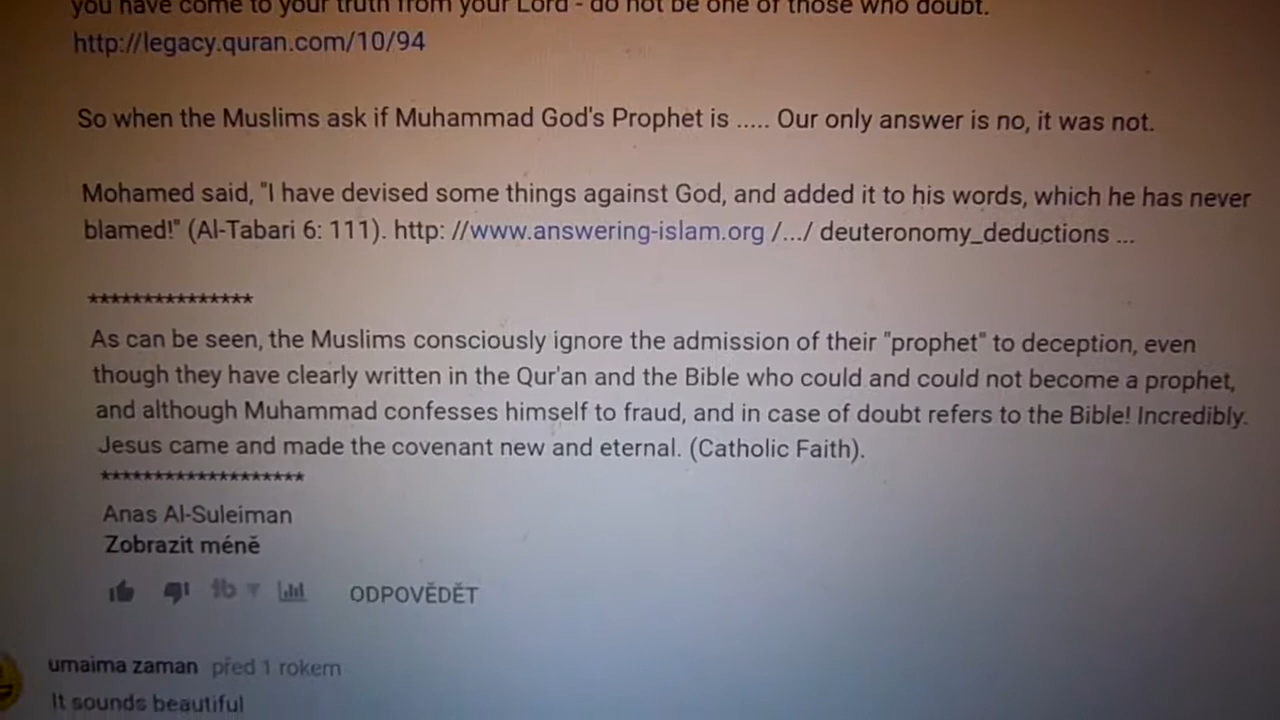 you have come to your truth from your Lord - do not be one of those who doubt.
http://legacy.quran.com/10/94
So when the Muslims ask if Muhammad God's Prophet is ..... Our only answer is no, it was not.
Mohamed said, "I have devised some things against God, and added it to his words, which he has never
blamed!" (Al-Tabari 6: 111). http: //www.answering-islam.org /.../ deuteronomy_deductions ...
***************
As can be seen, the Muslims consciously ignore the admission of their "prophet" to deception, even
though they have clearly written in the Qur'an and the Bible who could and could not become a prophet,
and although Muhammad confesses himself to fraud, and in case of doubt refers to the Bible! Incredibly.
Jesus came and made the covenant new and eternal. (Catholic Faith).
*******************
Anas Al-Suleiman
Zobrazit méně
ODPOVĚDĚT
umaima zaman před 1 rokem
It sounds beautiful